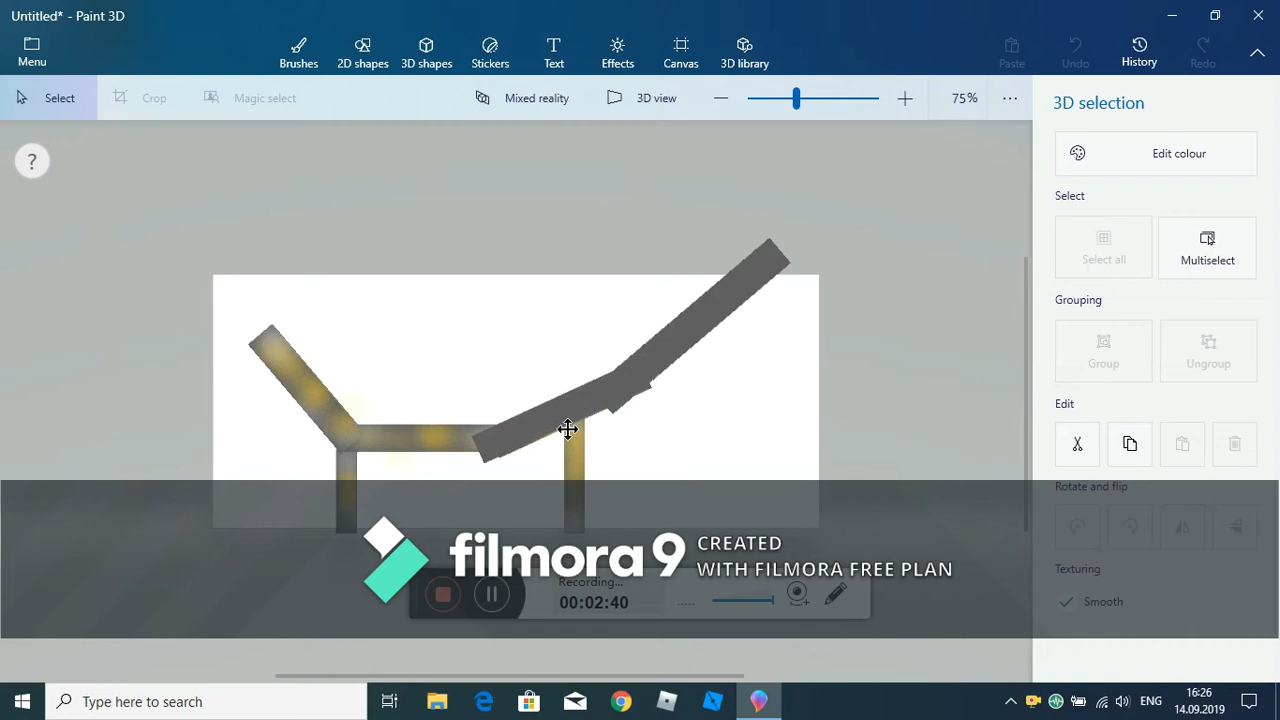 Untitled* - Paint 3D
Menu
Brushes
2D shapes
3D shapes
Stickers
Text
Effects
Canvas
3D library
Paste
Undo
History
Redo
Select
Crop
Magic select
Mixed reality
3D view
75%
?
3D selection
Edit colour
Select
Select all
Multiselect
Grouping
Group
Ungroup
Edit
Rotate and flip
Texturing
Smooth
filmora9 CREATED
WITH FILMORA FREE PLAN
Recording...
00:02:40
Type here to search
ENG
16:26
14.09.2019